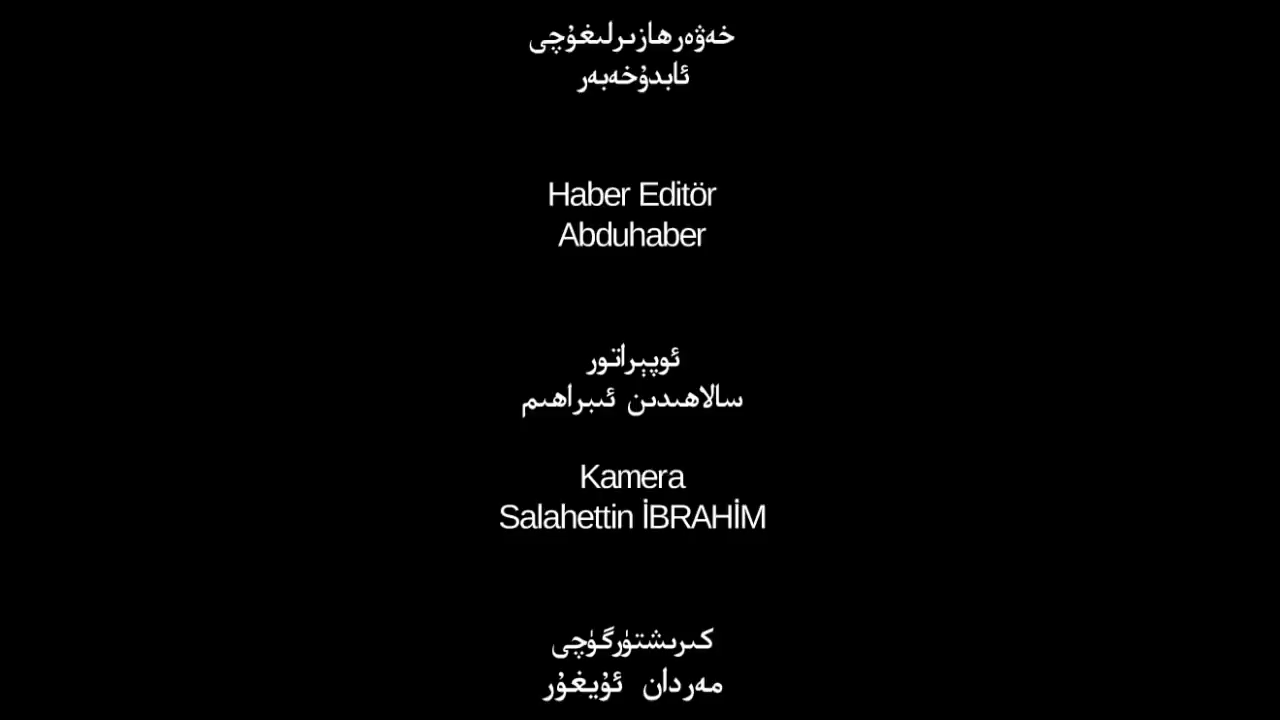 خەۋەرھازىرلىغۇچى
ئابدۇخەبەر
Haber Editör
Abduhaber
ئوپېراتور
سالاھىدىن ئىبراھىم
Kamera
Salahettin İBRAHİM
كىرىشتۈرگۈچى
مەردان ئۇيغۇر